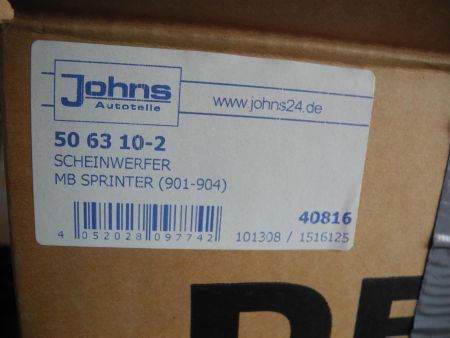 Johns
Autoteile
www.johns24.de
50 63 10-2
SCHEINWERFER
MB SPRINTER (901-904)
40816
4 052028 097742
101308 / 1516125